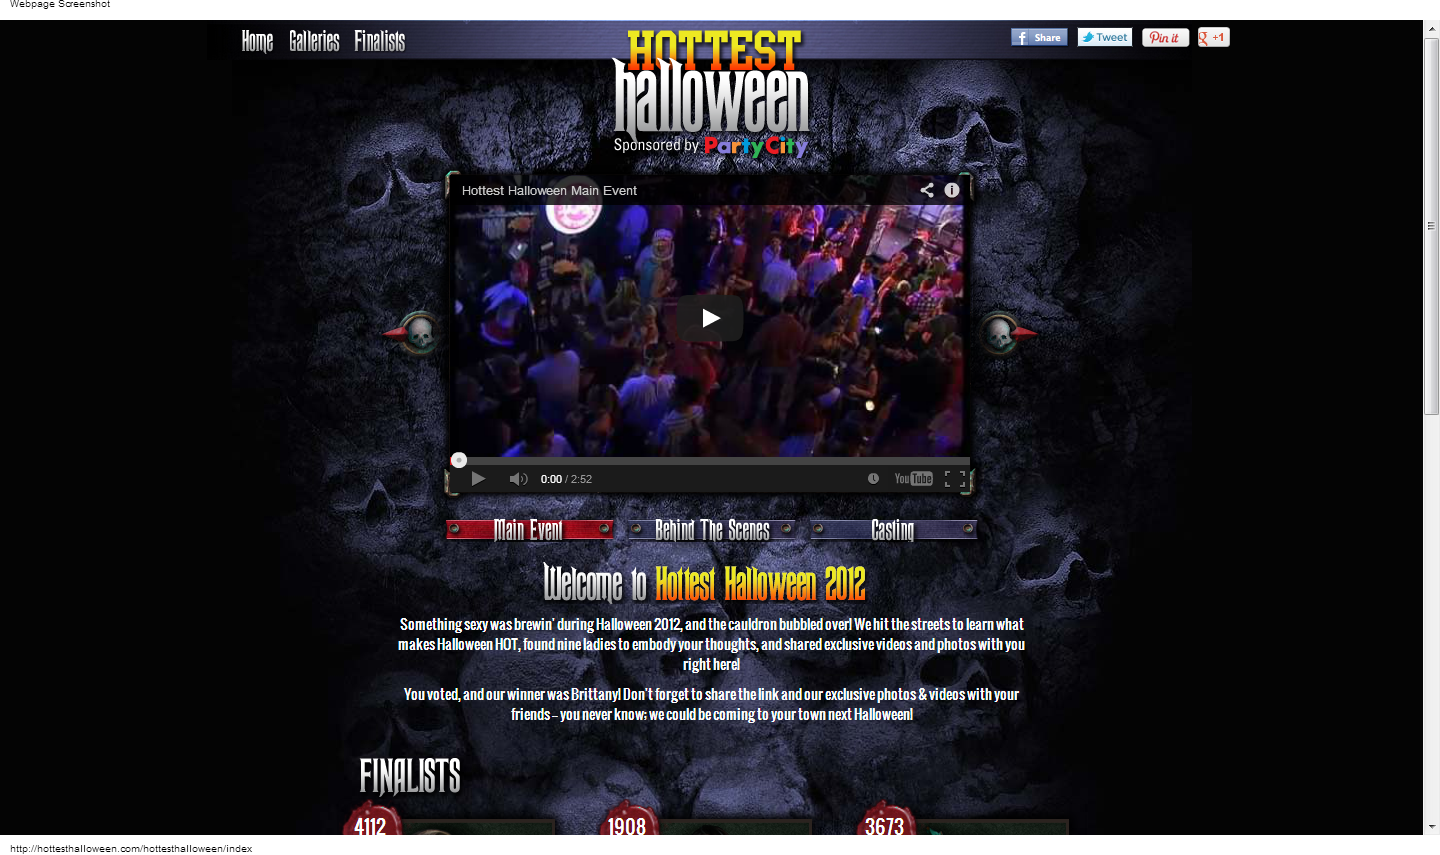 Webpage Screenshot
Home Galleries Finalists
Share Tweet Pin it +1
HOTTEST
halloween
Sponsored by PartyCity
Hottest Halloween Main Event
0:00 / 2:52
YouTube
Main Event Behind The Scenes Casting
Welcome to Hottest Halloween 2012
Something sexy was brewin' during Halloween 2012, and the cauldron bubbled over! We hit the streets to learn what
makes Halloween HOT, found nine ladies to embody your thoughts, and shared exclusive videos and photos with you
right here!
You voted, and our winner was Brittany! Don't forget to share the link and our exclusive photos & videos with your
friends – you never know; we could be coming to your town next Halloween!
FINALISTS
4112 1908 3673
http://hottesthalloween.com/hottesthalloween/index